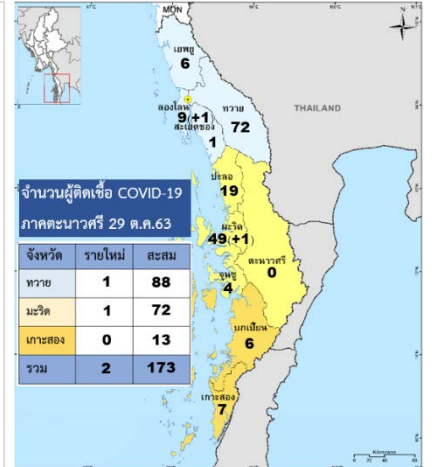 MON
N
เยพยู
6
ลองโลน
9(+1)
ทวาย
72
สะเยดของ
1
THAILAND
ปะลอ
19
มะริด
49(+1)
ตะนาวศรี
0
จุนซู
4
บกเปี้ยน
6
เกาะสอง
7
จำนวนผู้ติดเชื้อ COVID-19
ภาคตะนาวศรี 29 ต.ค.63
จังหวัด รายใหม่ สะสม
ทวาย 1 88
มะริด 1 72
เกาะสอง 0 13
รวม 2 173
Kilometers